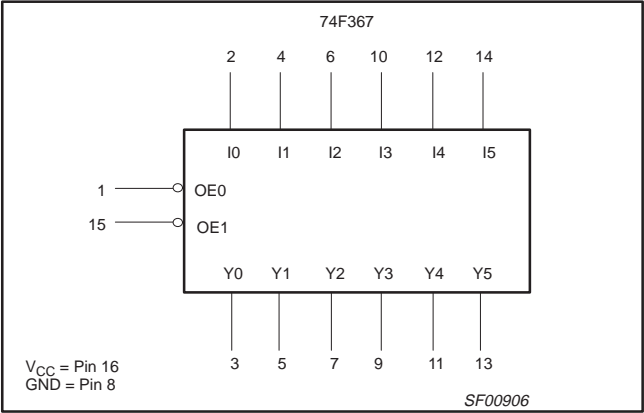 74F367
2 4 6 10 12 14
I0 I1 I2 I3 I4 I5
1 OE0
15 OE1
Y0 Y1 Y2 Y3 Y4 Y5
3 5 7 9 11 13
VCC = Pin 16
GND = Pin 8
SF00906